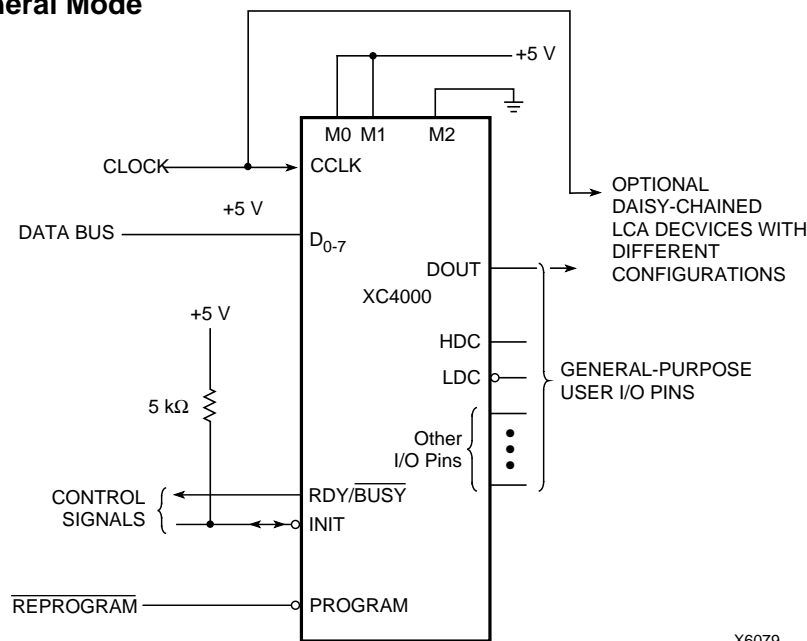 neral Mode
+5 V
M0 M1 M2
CLOCK
CCLK
+5 V
DATA BUS
D0-7
OPTIONAL
DAISY-CHAINED
LCA DECVICES WITH
DIFFERENT
CONFIGURATIONS
DOUT
XC4000
+5 V
HDC
LDC
GENERAL-PURPOSE
USER I/O PINS
5 kΩ
Other
I/O Pins
CONTROL
SIGNALS
RDY/BUSY
INIT
REPROGRAM
PROGRAM
X6079